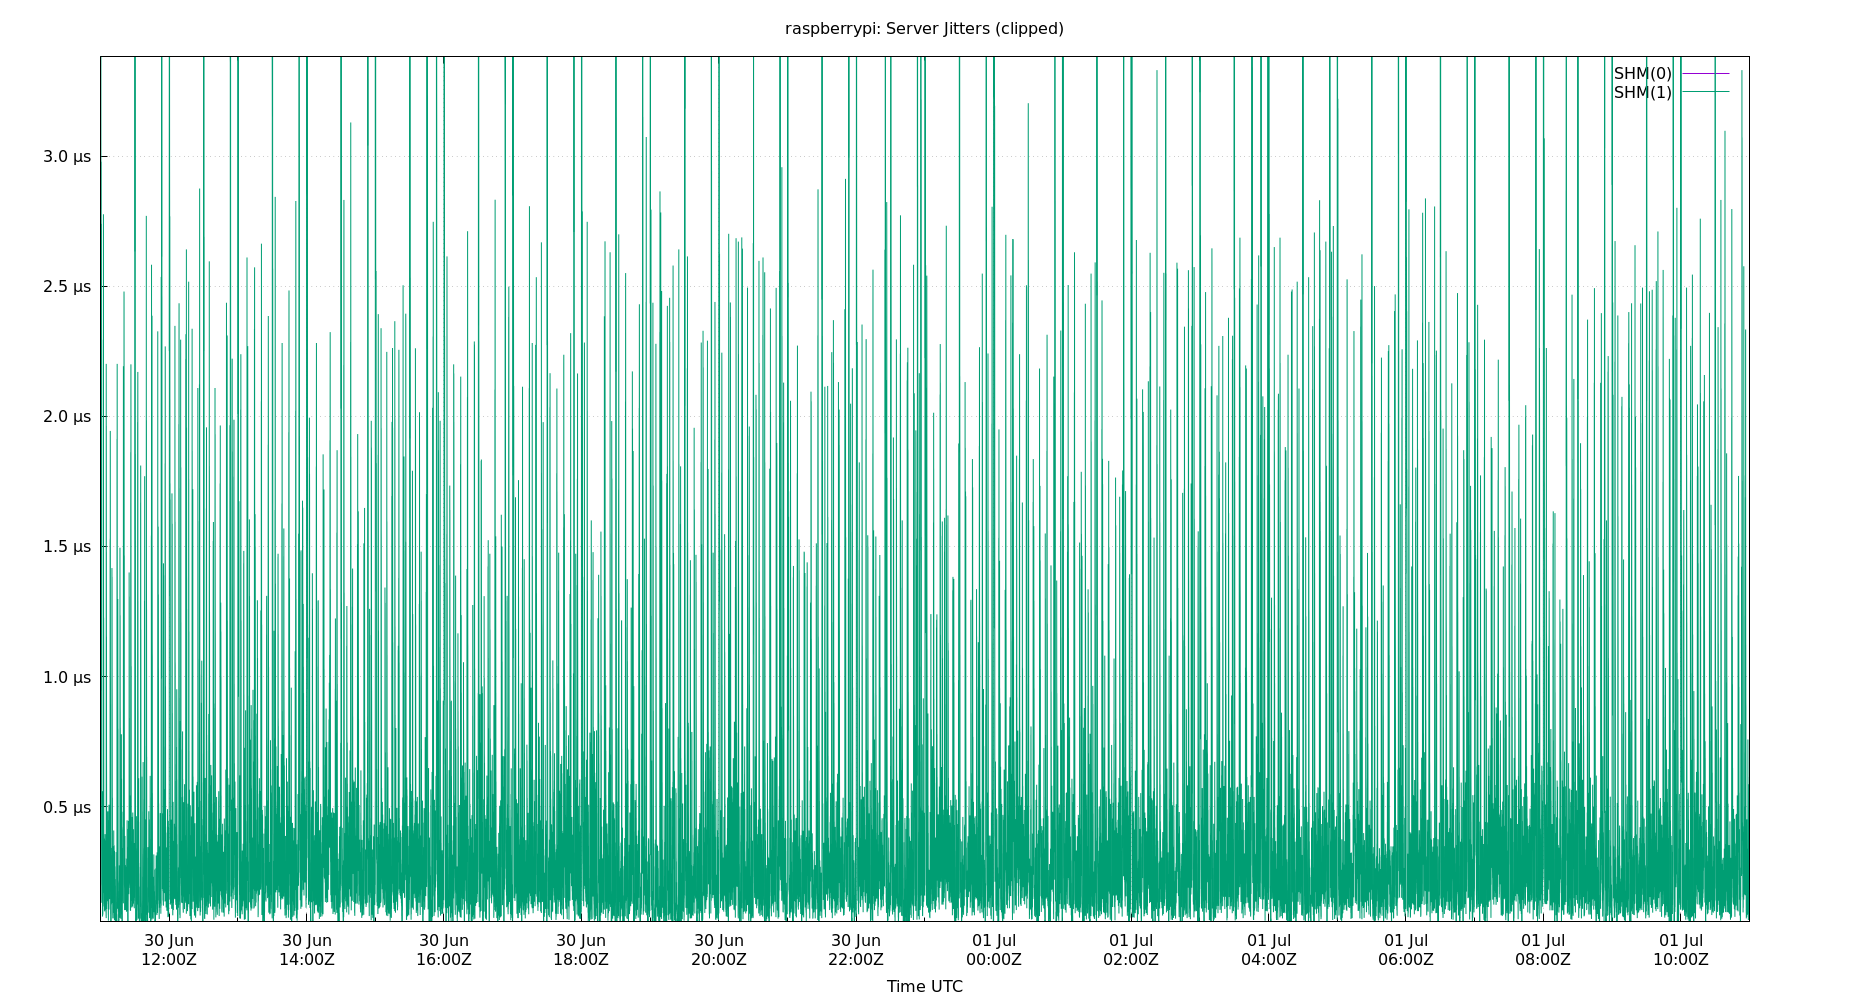 raspberrypi: Server Jitters (clipped)
SHM(0)
SHM(1)
3.0 µs
2.5 µs
2.0 µs
1.5 µs
1.0 µs
0.5 µs
30 Jun 30 Jun 30 Jun 30 Jun 30 Jun 30 Jun 01 Jul 01 Jul 01 Jul 01 Jul 01 Jul 01 Jul
12:00Z 14:00Z 16:00Z 18:00Z 20:00Z 22:00Z 00:00Z 02:00Z 04:00Z 06:00Z 08:00Z 10:00Z
Time UTC